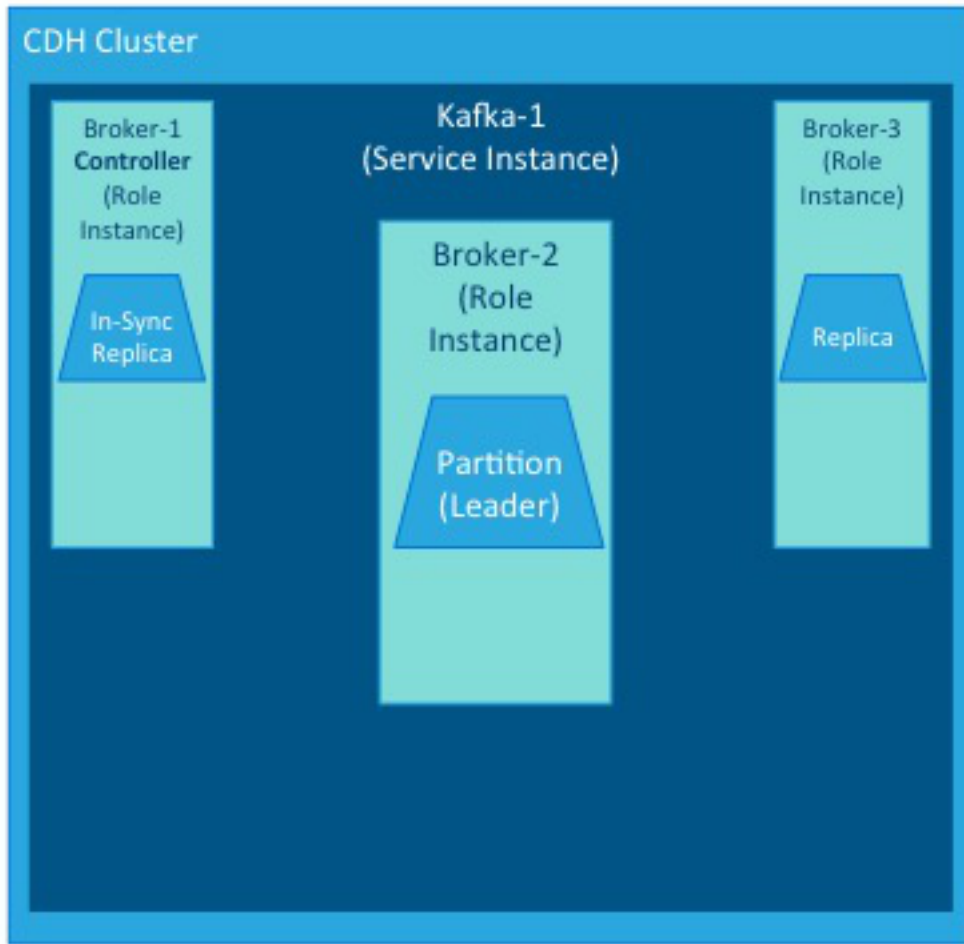 CDH Cluster
Kafka-1
(Service Instance)
Broker-1
Controller
(Role
Instance)
In-Sync
Replica
Broker-2
(Role
Instance)
Partition
(Leader)
Broker-3
(Role
Instance)
Replica